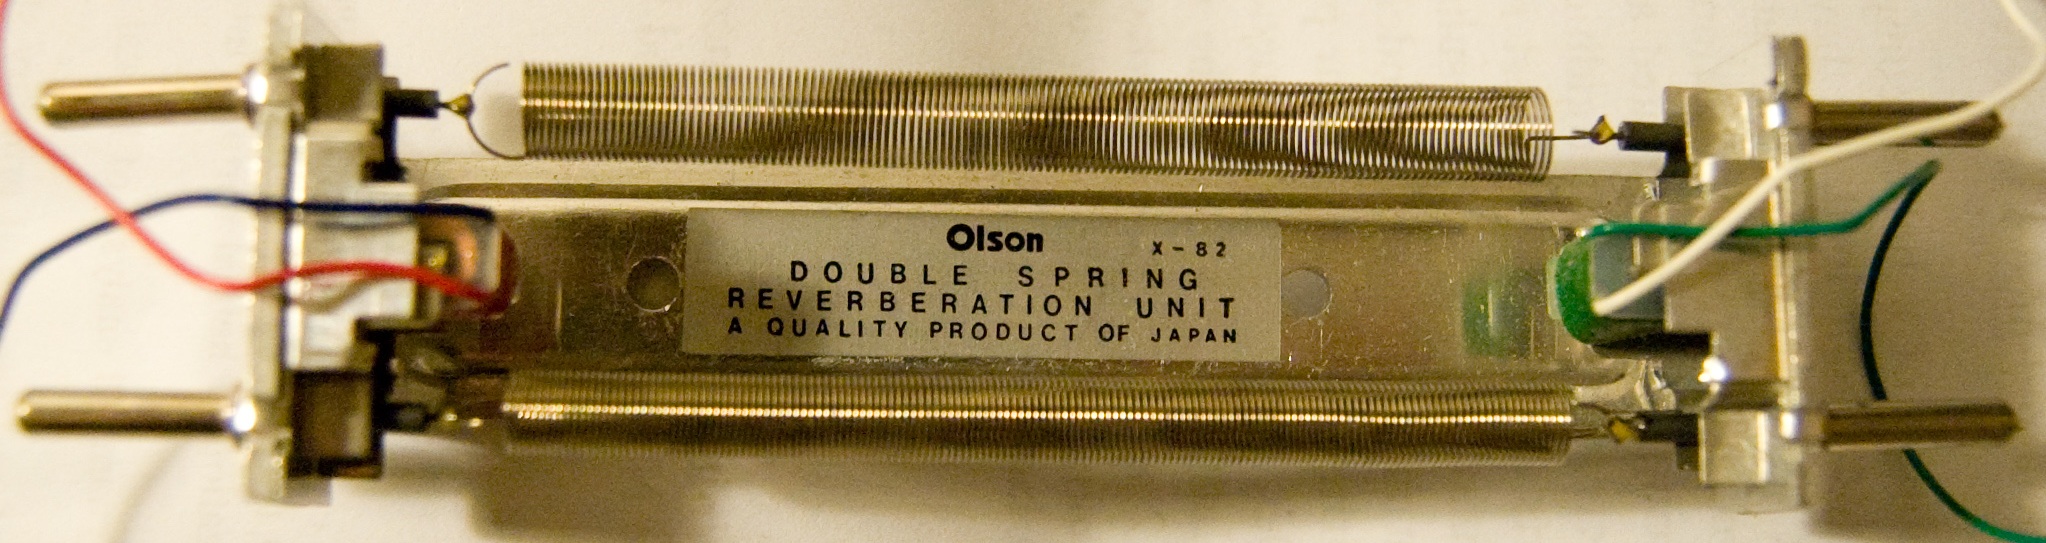 Olson X-82
DOUBLE SPRING
REVERBERATION UNIT
A QUALITY PRODUCT OF JAPAN